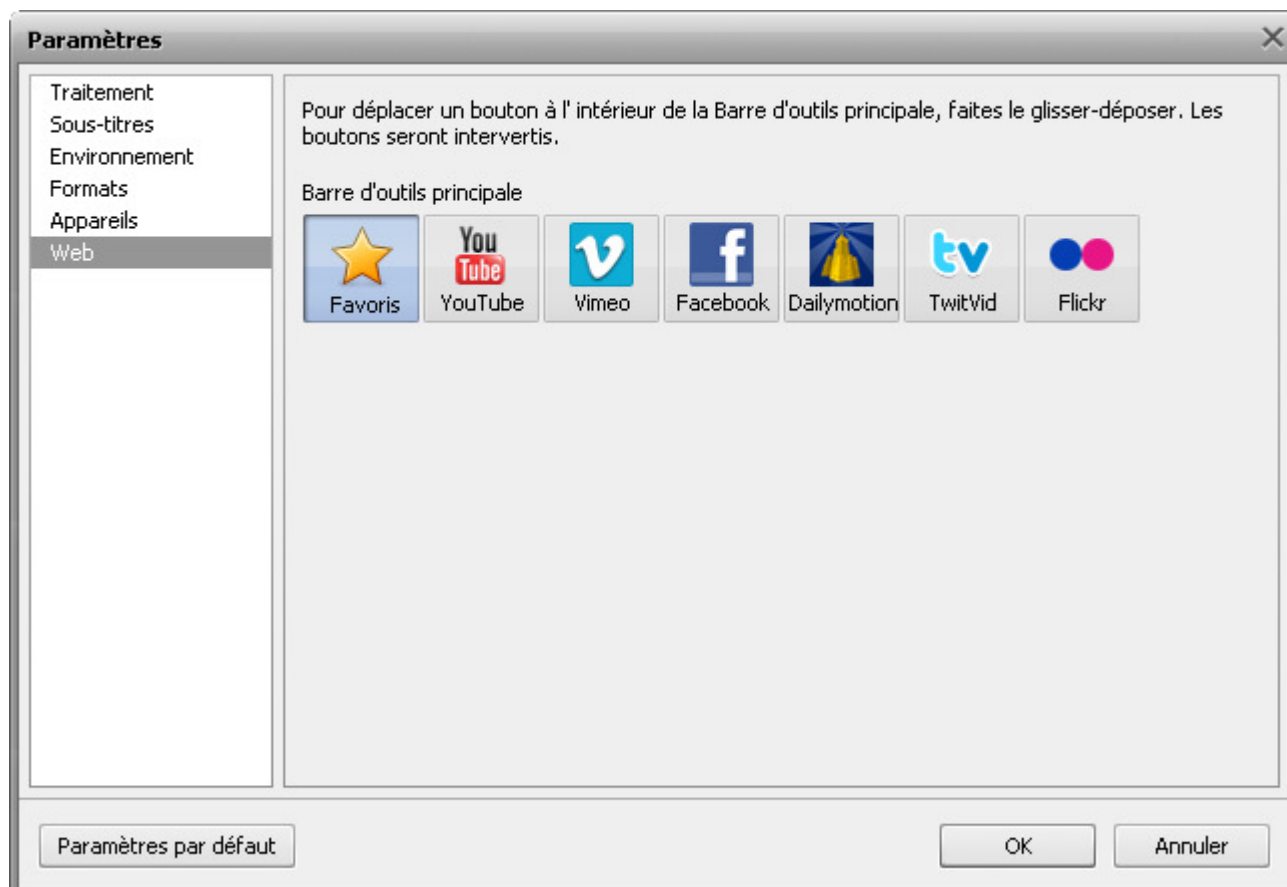 Paramètres
Traitement
Sous-titres
Environnement
Formats
Appareils
Web
Pour déplacer un bouton à l' intérieur de la Barre d'outils principale, faites le glisser-déposer. Les
boutons seront intervertis.
Barre d'outils principale
You
Tube
Favoris
YouTube
Vimeo
Facebook
Dailymotion
TwitVid
Flickr
Paramètres par défaut
OK
Annuler